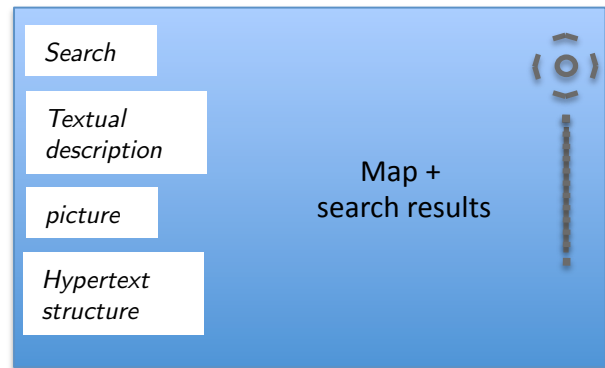 Search
Textual
description
picture
Hypertext
structure
Map +
search results